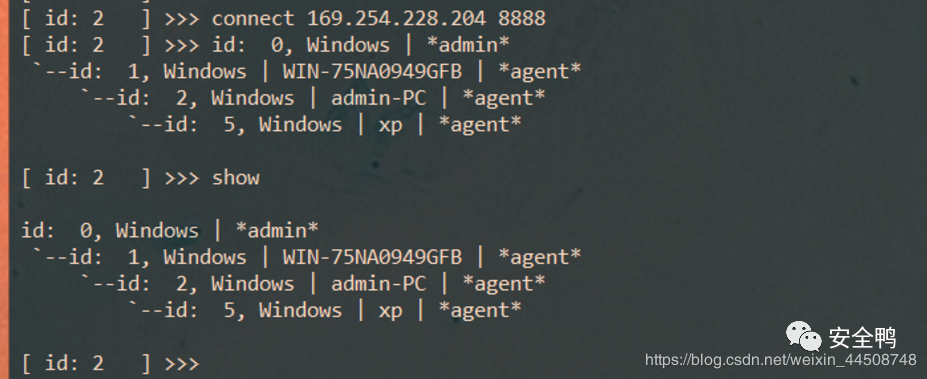 [ id: 2   ] >>> connect 169.254.228.204 8888
[ id: 2   ] >>> id:  0, Windows | *admin*
 `--id:  1, Windows | WIN-75NA0949GFB | *agent*
     `--id:  2, Windows | admin-PC | *agent*
         `--id:  5, Windows | xp | *agent*
[ id: 2   ] >>> show
id:  0, Windows | *admin*
 `--id:  1, Windows | WIN-75NA0949GFB | *agent*
     `--id:  2, Windows | admin-PC | *agent*
         `--id:  5, Windows | xp | *agent*
安全鸭
[ id: 2   ] >>>
https://blog.csdn.net/weixin_44508748